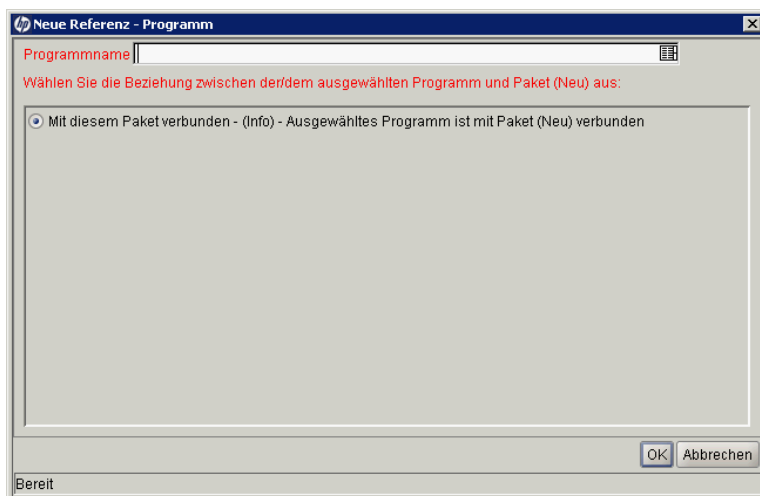 hp Neue Referenz - Programm
Programmname
Wählen Sie die Beziehung zwischen der/dem ausgewählten Programm und Paket (Neu) aus:
Mit diesem Paket verbunden - (Info) - Ausgewähltes Programm ist mit Paket (Neu) verbunden
OK Abbrechen
Bereit